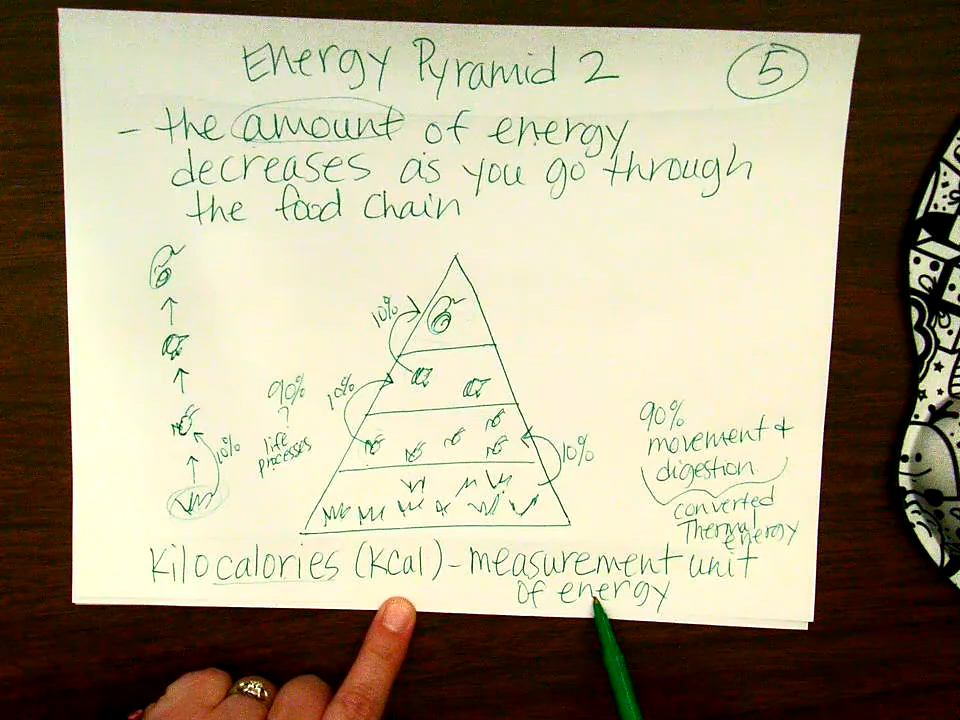 Energy Pyramid 2
5
- the amount of energy
decreases as you go through
the food chain
10%
10%
90%
?
life
processes
10%
10%
90%
movement +
digestion
converted
Thermal
energy
Kilocalories (Kcal) - measurement unit
of energy